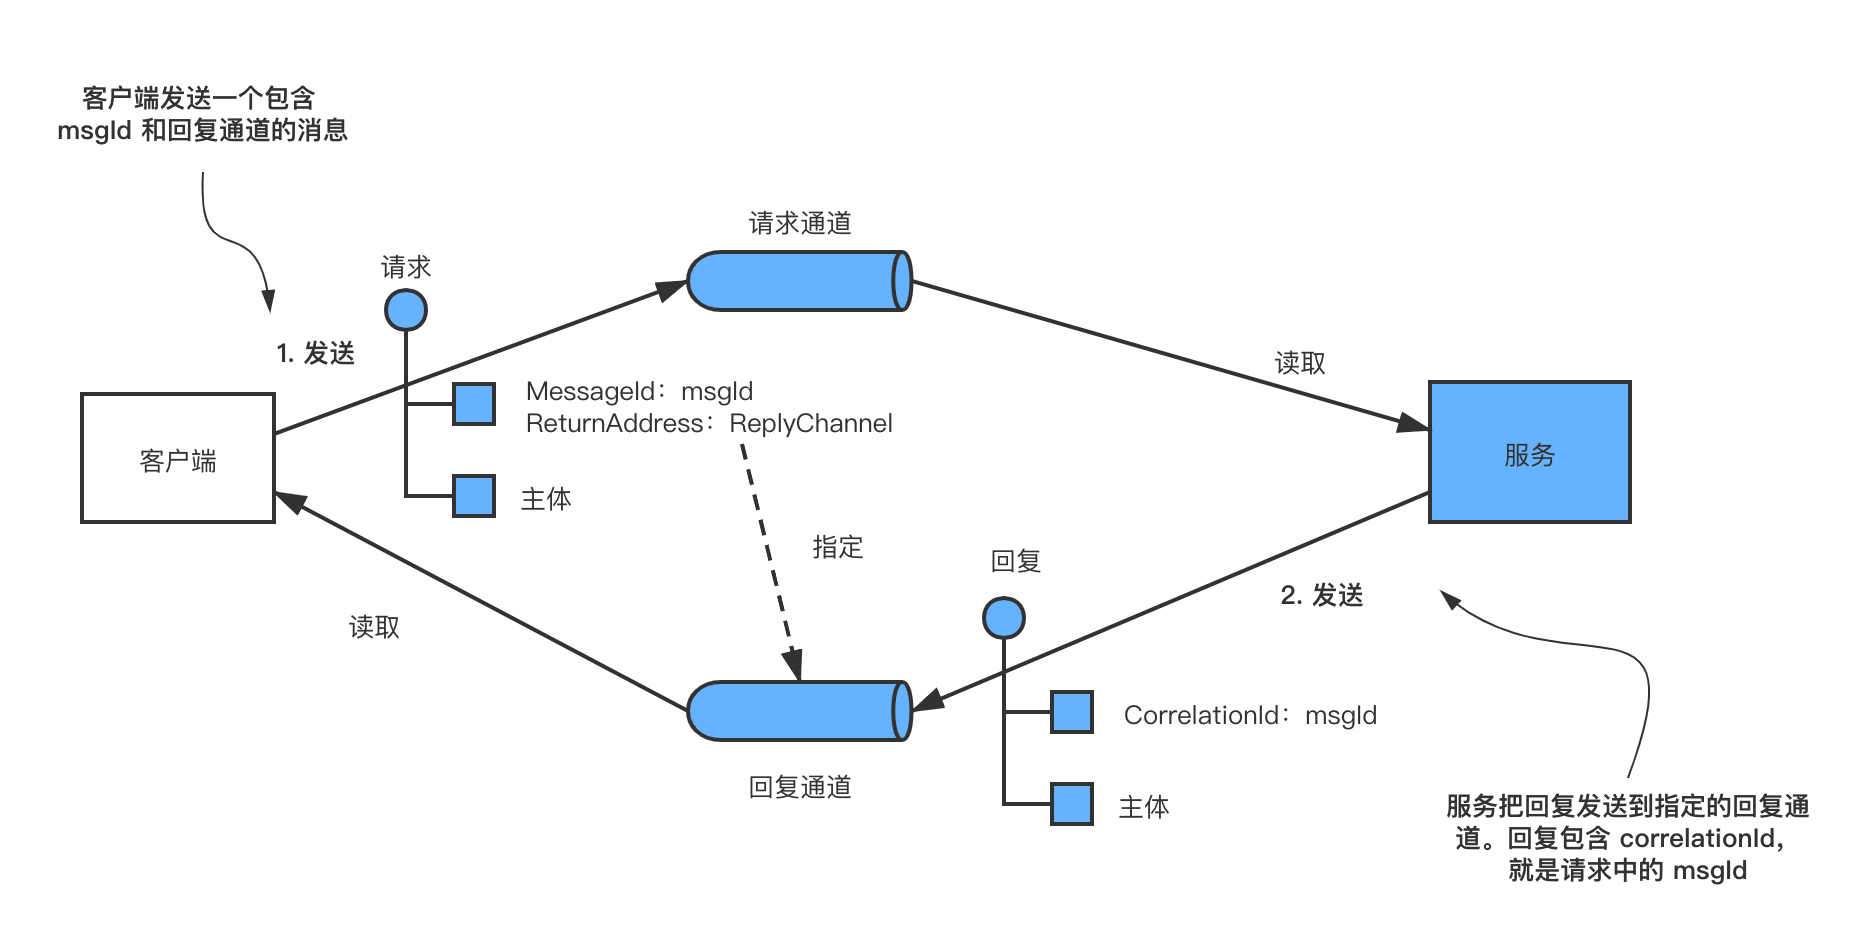 客户端发送一个包含
msgId 和回复通道的消息
请求通道
请求
1. 发送
读取
MessageId：msgId
ReturnAddress：ReplyChannel
客户端
服务
主体
指定
回复
2. 发送
读取
CorrelationId：msgId
回复通道
主体
服务把回复发送到指定的回复通
道。回复包含 correlationId，
就是请求中的 msgId